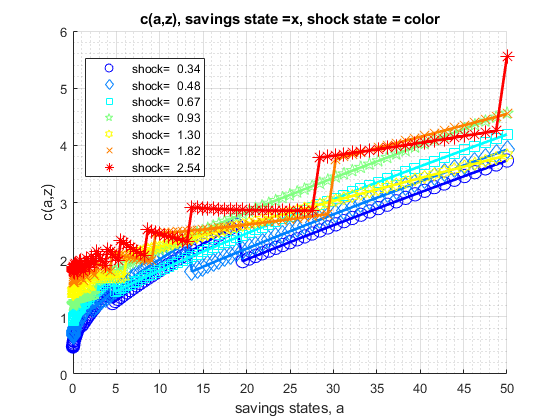 c(a,z), savings state =x, shock state = color
6
5
4
3
2
1
0
c(a,z)
shock= 0.34
shock= 0.48
shock= 0.67
shock= 0.93
shock= 1.30
shock= 1.82
shock= 2.54
0 5 10 15 20 25 30 35 40 45 50
savings states, a